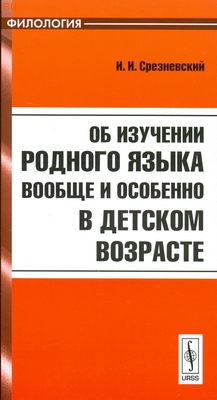 ФИЛОЛОГИЯ
И. И. Срезневский
ОБ ИЗУЧЕНИИ
РОДНОГО ЯЗЫКА
ВООБЩЕ И ОСОБЕННО
В ДЕТСКОМ
ВОЗРАСТЕ
URSS